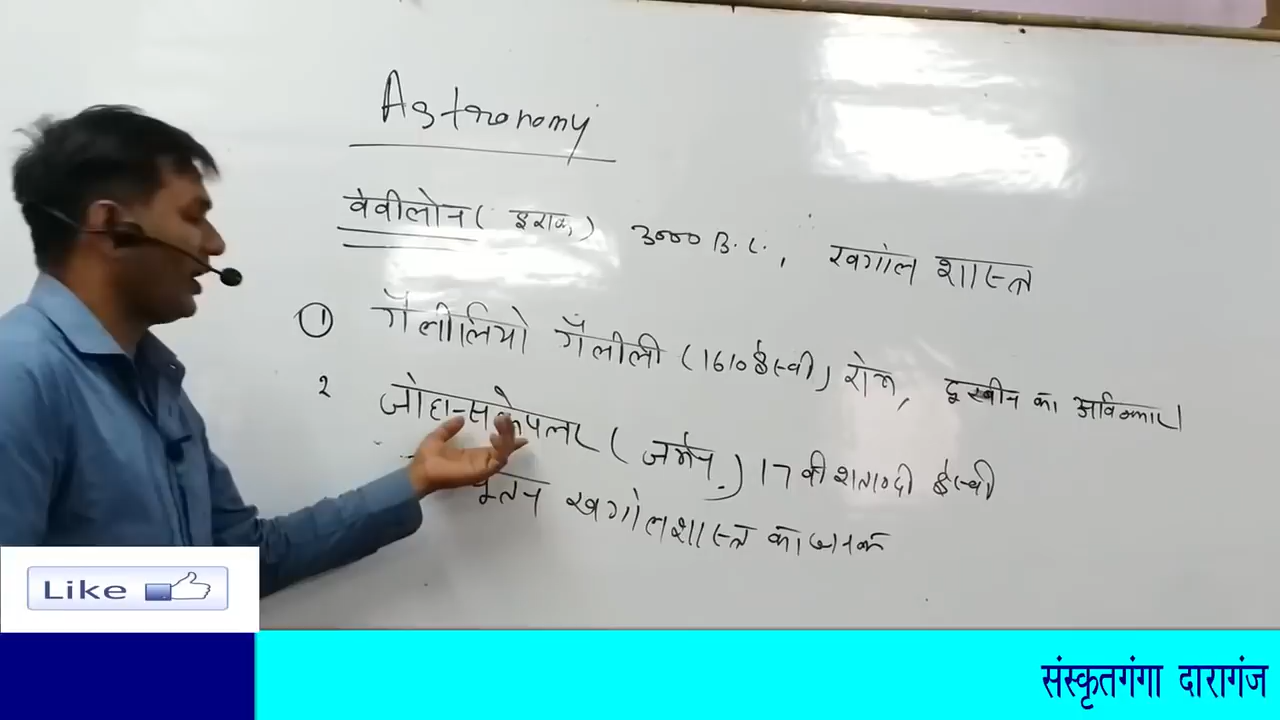 Astronomy
वेवीलोन ( इराक ) 3000 B.C., खगोल शास्त्र
① गॅलीलियो गॅलीली (1610 ईस्वी) रोम, दूरबीन का आविष्कार
२ जोहान्स केपलर ( जर्मन ) 17 वी शताब्दी ईस्वी
नूतन खगोलशास्त्र का जनक
Like
संस्कृतगंगा दारागंज